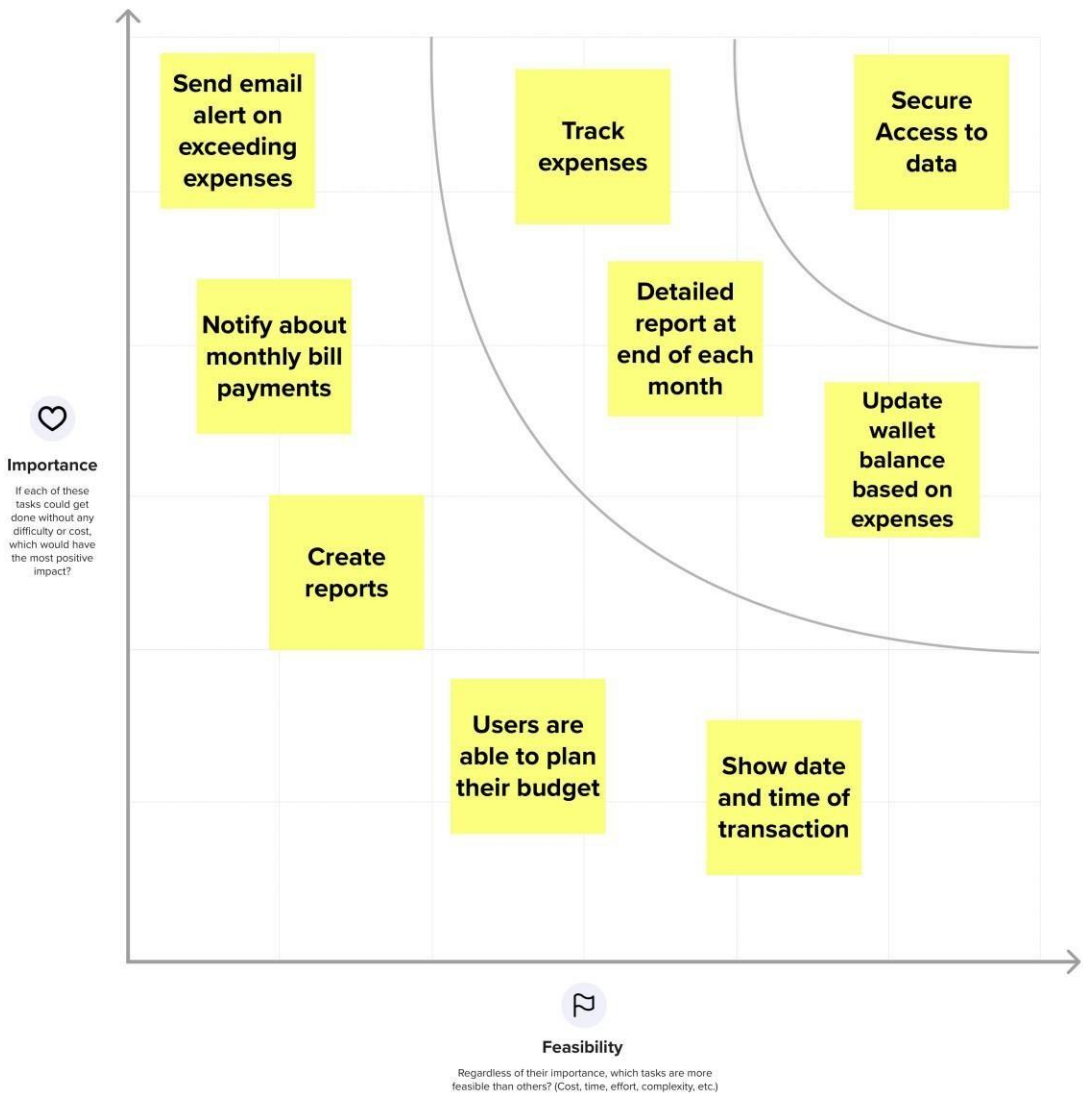 Send email
alert on
exceeding
expenses
Track
expenses
Secure
Access to
data
Notify about
monthly bill
payments
Detailed
report at
end of each
month
Update
wallet
balance
based on
expenses
Importance
If each of these
tasks could get
done without any
difficulty or cost,
which would have
the most positive
impact?
Create
reports
Users are
able to plan
their budget
Show date
and time of
transaction
Feasibility
Regardless of their importance, which tasks are more
feasible than others? (Cost, time, effort, complexity, etc.)